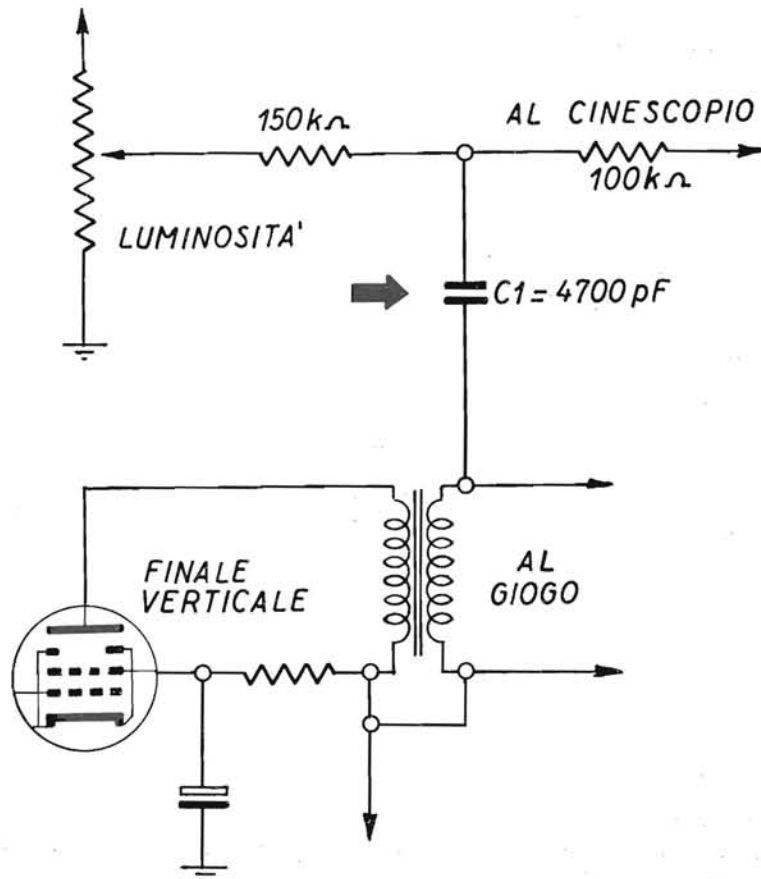 150kΩ
AL CINESCOPIO
100kΩ
LUMINOSITA'
C1 = 4700 pF
FINALE
VERTICALE
AL
GIOGO